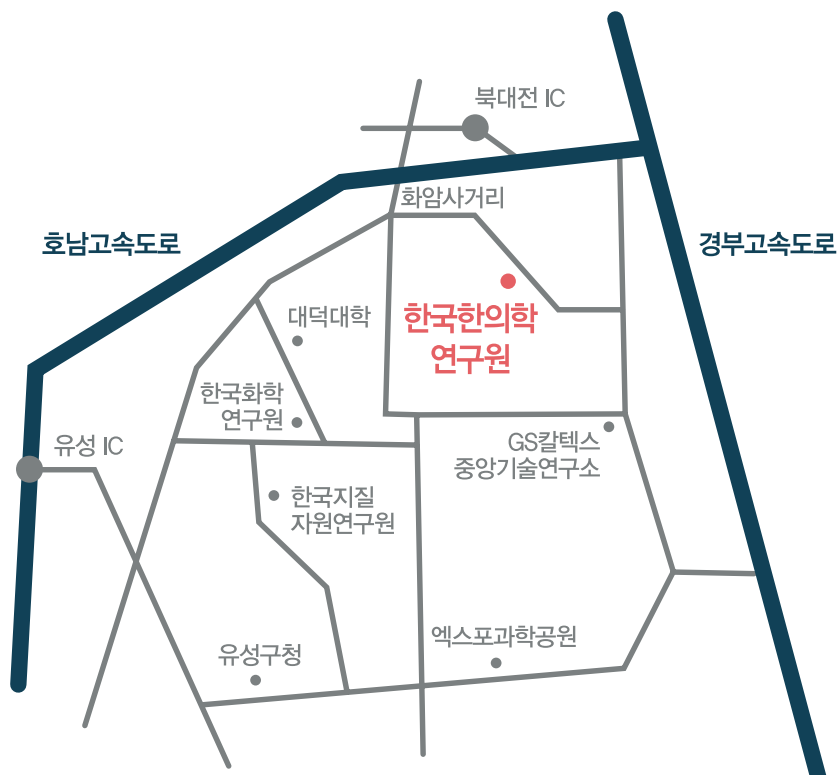 북대전 IC
화암사거리
호남고속도로
경부고속도로
대덕대학
한국한의학
연구원
한국화학
연구원
유성 IC
GS칼텍스
중앙기술연구소
한국지질
자원연구원
엑스포과학공원
유성구청